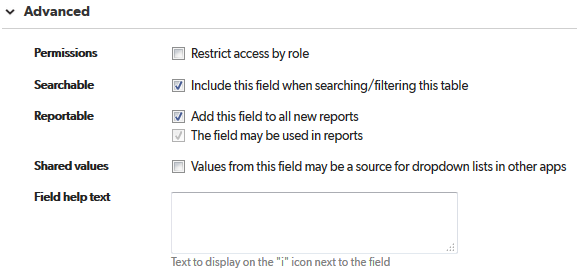 Advanced
Permissions Restrict access by role
Searchable Include this field when searching/filtering this table
Reportable Add this field to all new reports
The field may be used in reports
Shared values Values from this field may be a source for dropdown lists in other apps
Field help text
Text to display on the "i" icon next to the field